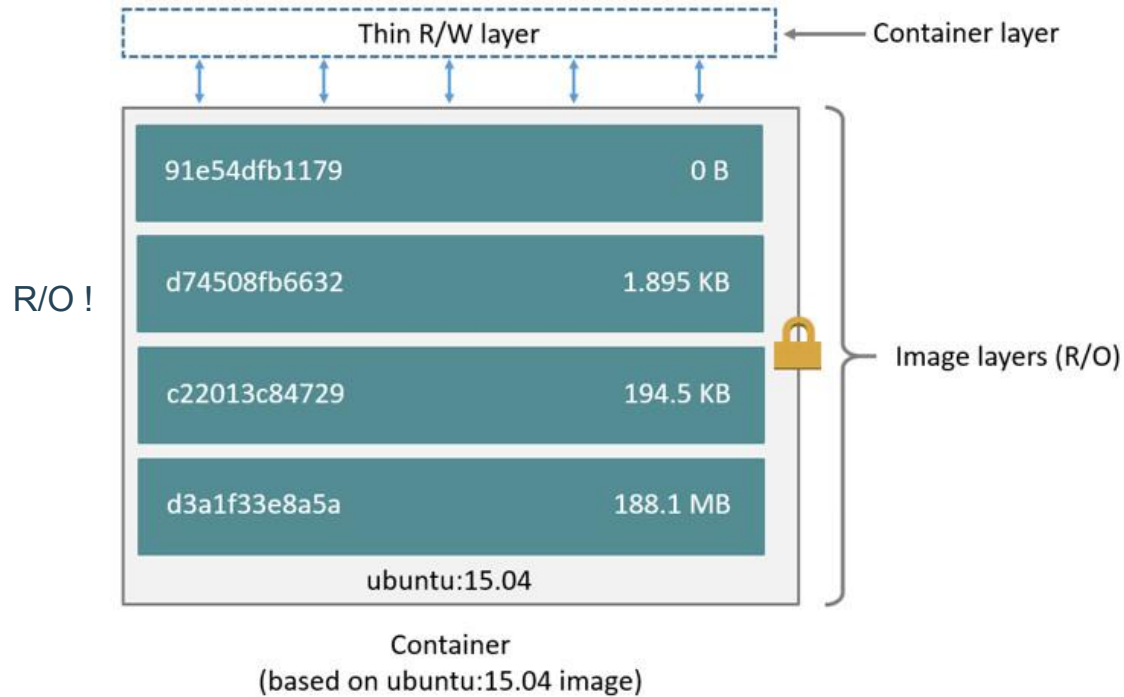 Thin R/W layer
Container layer
91e54dfb1179 0 B
d74508fb6632 1.895 KB
R/O !
Image layers (R/O)
c22013c84729 194.5 KB
d3a1f33e8a5a 188.1 MB
ubuntu:15.04
Container
(based on ubuntu:15.04 image)